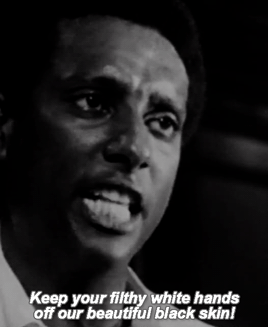 Keep your filthy white hands
off our beautiful black skin!